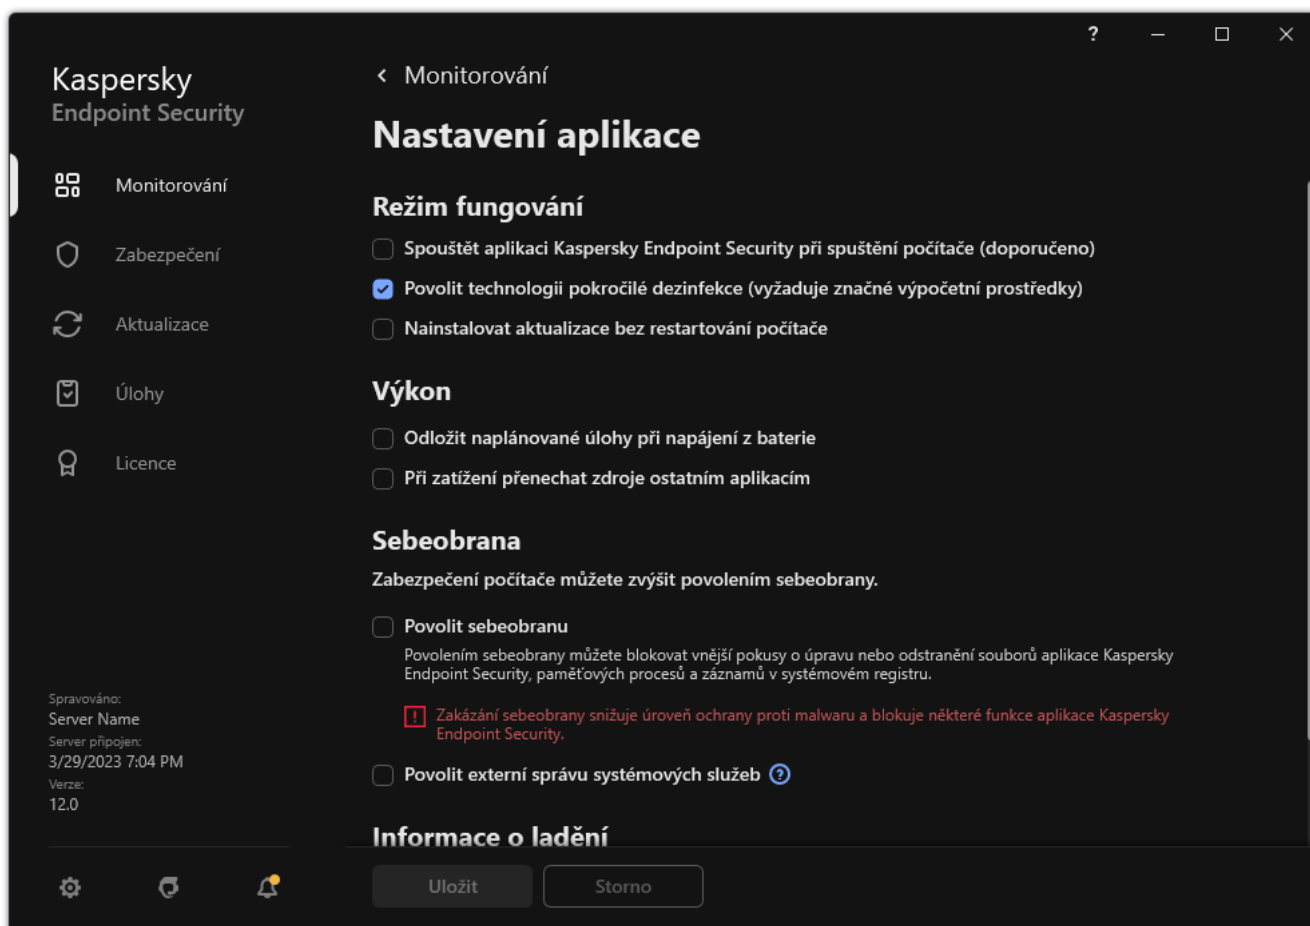 ?
Kaspersky
Endpoint Security
Monitorování
Zabezpečení
Aktualizace
Úlohy
Licence
Spravováno:
Server Name
Server připojen:
3/29/2023 7:04 PM
Verze:
12.0
Monitorování
Nastavení aplikace
Režim fungování
Spouštět aplikaci Kaspersky Endpoint Security při spuštění počítače (doporučeno)
Povolit technologii pokročilé dezinfekce (vyžaduje značné výpočetní prostředky)
Nainstalovat aktualizace bez restartování počítače
Výkon
Odložit naplánované úlohy při napájení z baterie
Při zatížení přenechat zdroje ostatním aplikacím
Sebeobrana
Zabezpečení počítače můžete zvýšit povolením sebeobrany.
Povolit sebeobranu
Povolením sebeobrany můžete blokovat vnější pokusy o úpravu nebo odstranění souborů aplikace Kaspersky
Endpoint Security, paměťových procesů a záznamů v systémovém registru.
Zakázání sebeobrany snižuje úroveň ochrany proti malwaru a blokuje některé funkce aplikace Kaspersky
Endpoint Security.
Povolit externí správu systémových služeb ?
Informace o ladění
Uložit
Storno